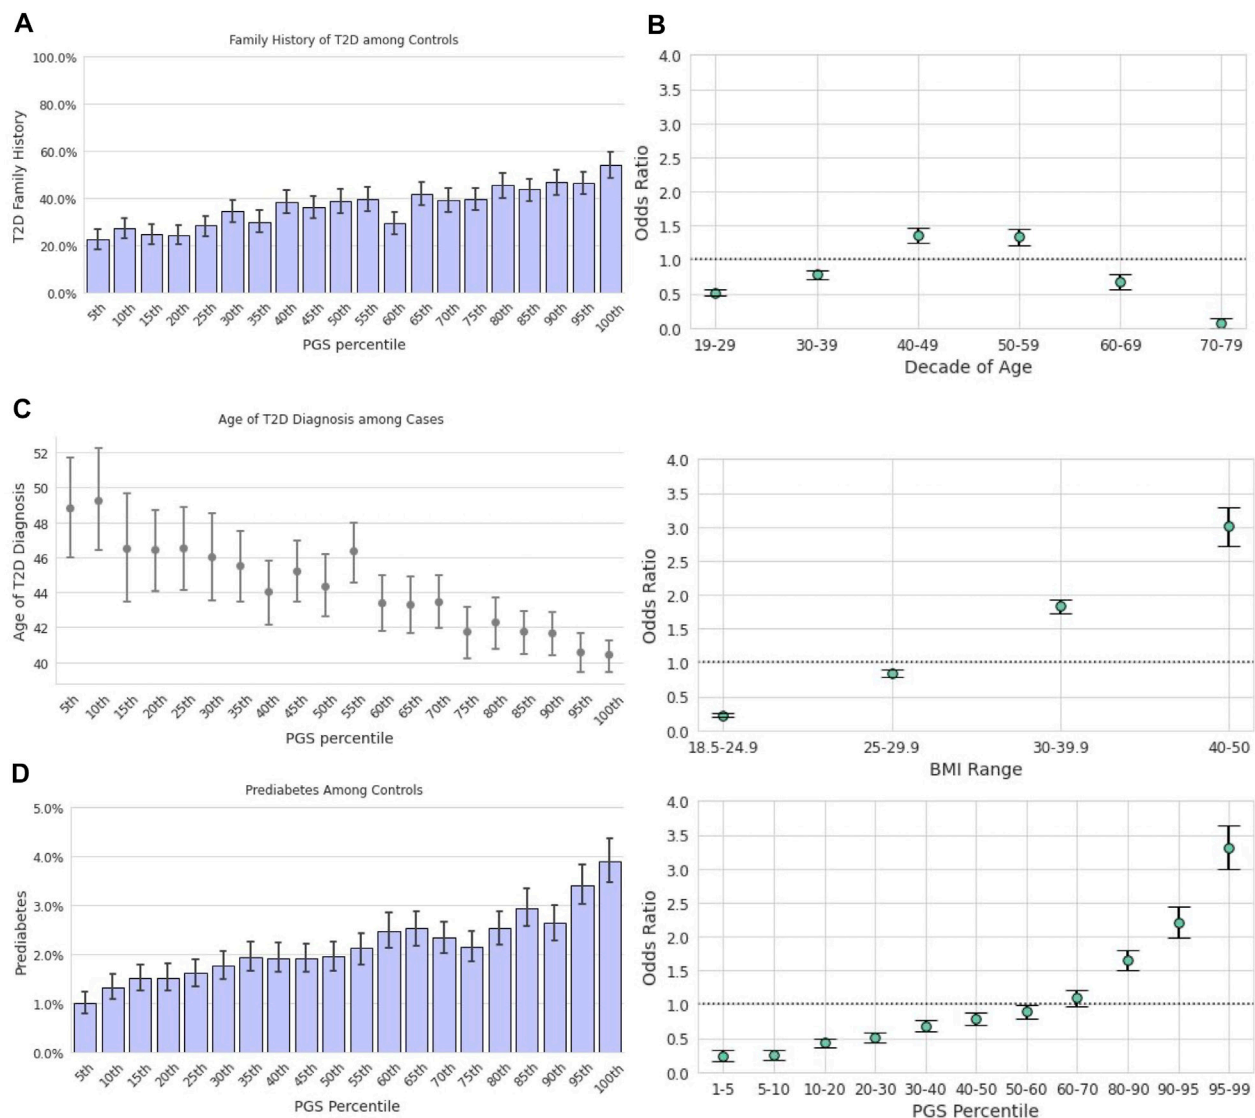 A
Family History of T2D among Controls
100.0%
80.0%
60.0%
40.0%
20.0%
0.0%
T2D Family History
5th 10th 15th 20th 25th 30th 35th 40th 45th 50th 55th 60th 65th 70th 75th 80th 85th 90th 95th 100th
PGS percentile
B
4.0
3.5
3.0
2.5
2.0
1.5
1.0
0.5
0.0
Odds Ratio
19-29 30-39 40-49 50-59 60-69 70-79
Decade of Age
C
Age of T2D Diagnosis among Cases
52
50
48
46
44
42
40
Age of T2D Diagnosis
5th 10th 15th 20th 25th 30th 35th 40th 45th 50th 55th 60th 65th 70th 75th 80th 85th 90th 95th 100th
PGS percentile
4.0
3.5
3.0
2.5
2.0
1.5
1.0
0.5
0.0
Odds Ratio
18.5-24.9 25-29.9 30-39.9 40-50
BMI Range
D
Prediabetes Among Controls
5.0%
4.0%
3.0%
2.0%
1.0%
0.0%
Prediabetes
5th 10th 15th 20th 25th 30th 35th 40th 45th 50th 55th 60th 65th 70th 75th 80th 85th 90th 95th 100th
PGS Percentile
4.0
3.5
3.0
2.5
2.0
1.5
1.0
0.5
0.0
Odds Ratio
1-5 5-10 10-20 20-30 30-40 40-50 50-60 60-70 80-90 90-95 95-99
PGS Percentile